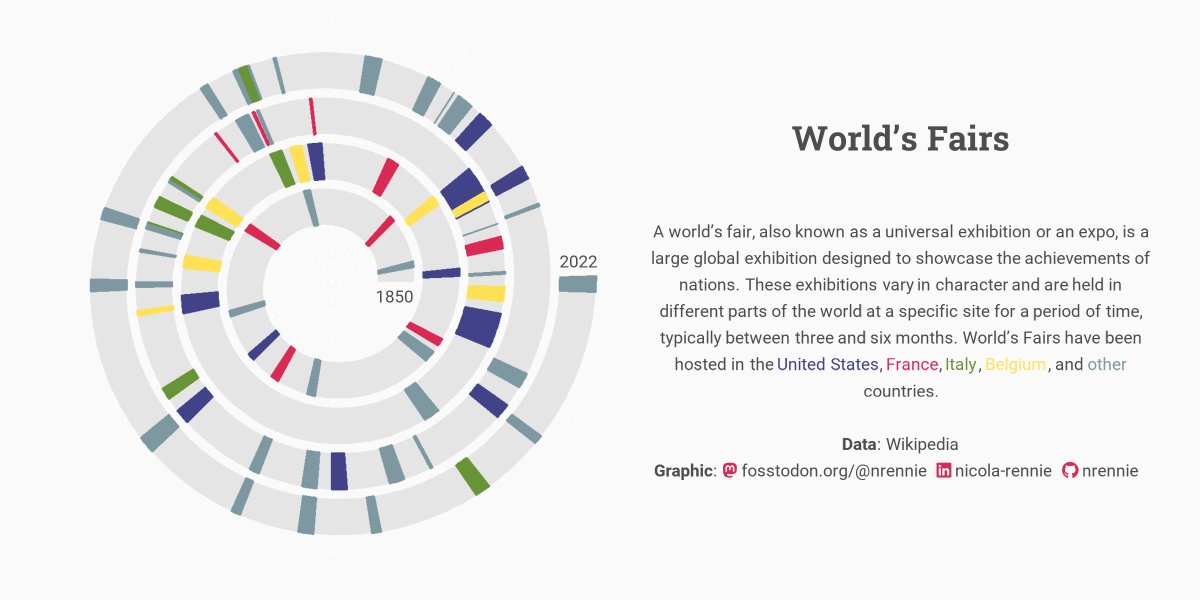 World's Fairs
2022
1850
A world's fair, also known as a universal exhibition or an expo, is a
large global exhibition designed to showcase the achievements of
nations. These exhibitions vary in character and are held in
different parts of the world at a specific site for a period of time,
typically between three and six months. World's Fairs have been
hosted in the United States, France, Italy, Belgium, and other
countries.
Data: Wikipedia
Graphic: fosstodon.org/@nrennie nicola-rennie nrennie